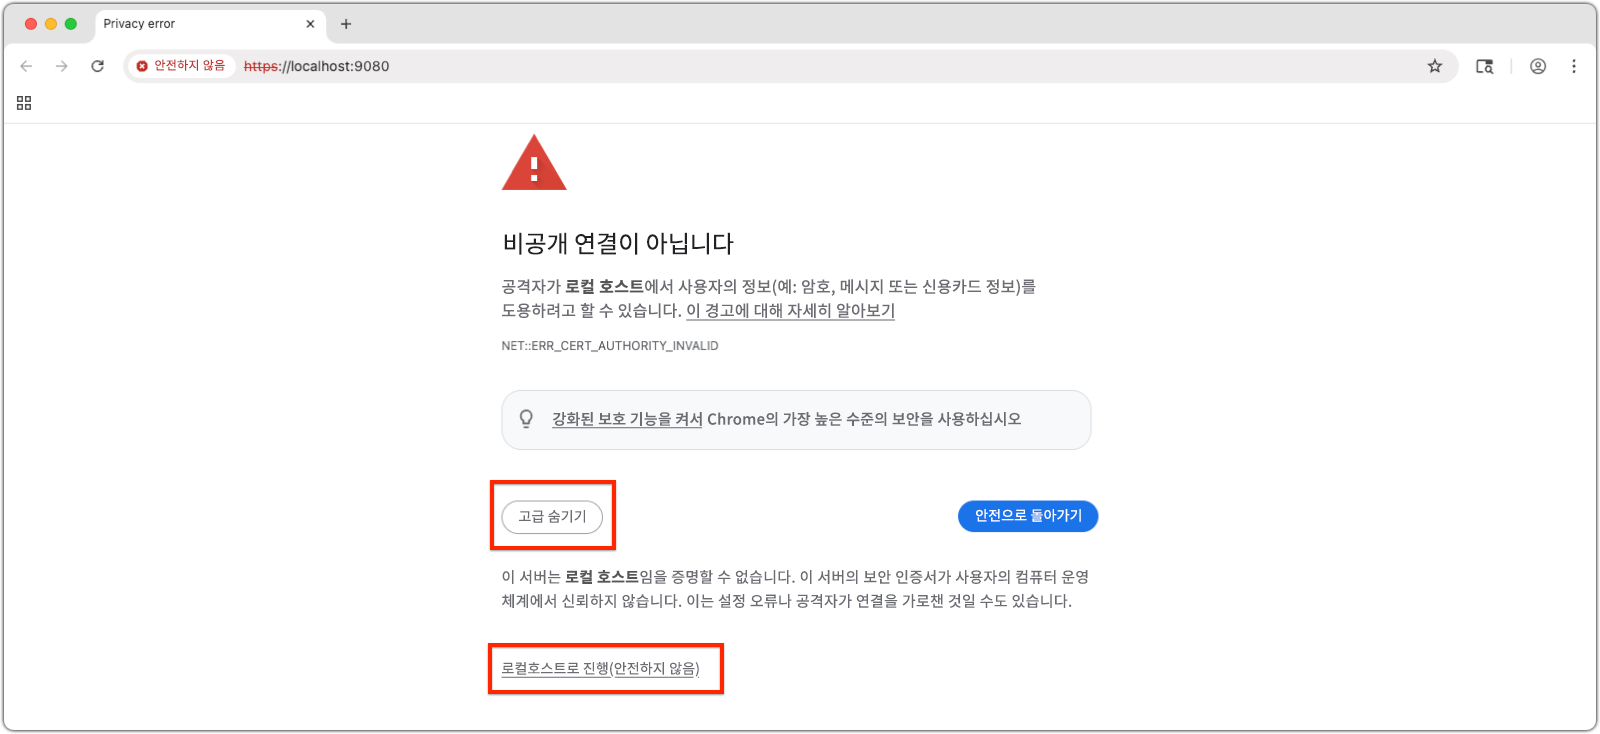 Privacy error
안전하지 않음 https://localhost:9080
비공개 연결이 아닙니다
공격자가 로컬 호스트에서 사용자의 정보(예: 암호, 메시지 또는 신용카드 정보)를
도용하려고 할 수 있습니다. 이 경고에 대해 자세히 알아보기
NET::ERR_CERT_AUTHORITY_INVALID
강화된 보호 기능을 켜서 Chrome의 가장 높은 수준의 보안을 사용하십시오
고급 숨기기
안전으로 돌아가기
이 서버는 로컬 호스트임을 증명할 수 없습니다. 이 서버의 보안 인증서가 사용자의 컴퓨터 운영
체계에서 신뢰하지 않습니다. 이는 설정 오류나 공격자가 연결을 가로챈 것일 수도 있습니다.
로컬호스트로 진행(안전하지 않음)